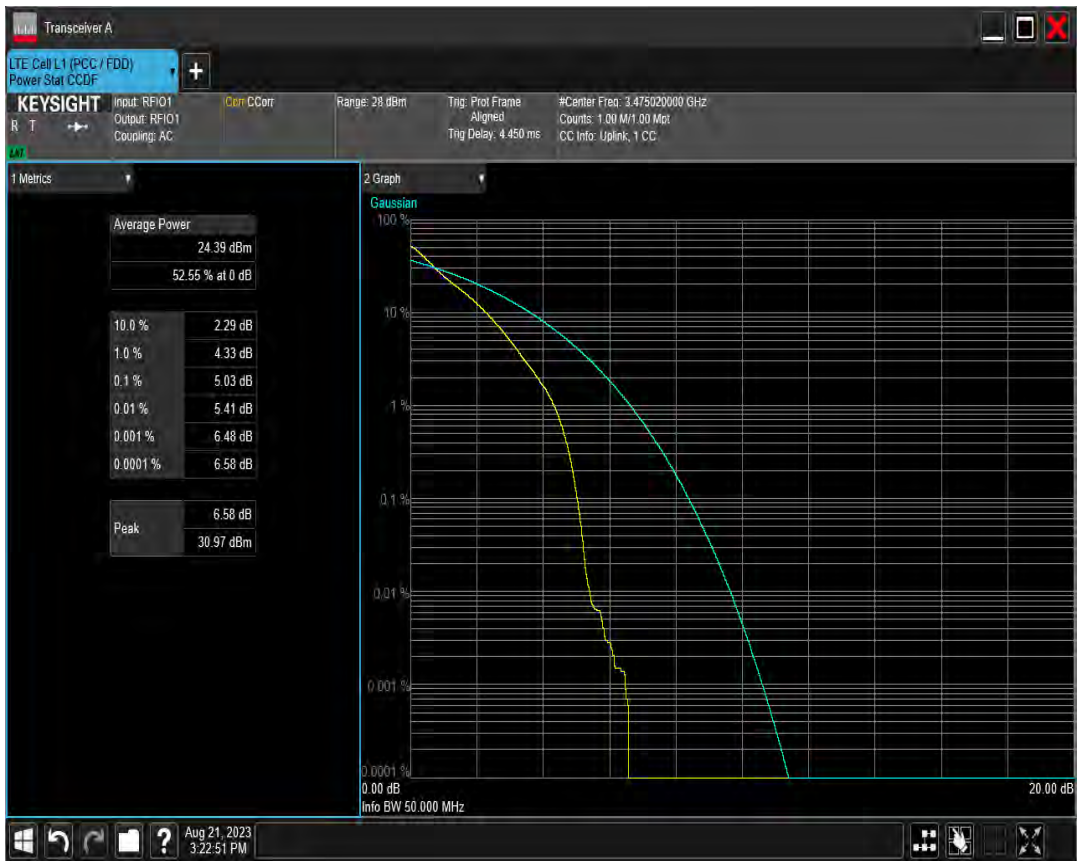 Transceiver A
LTE Cell L1 (PCC / FDD)
Power Stat CCDF
+
KEYSIGHT
R T
LXI
Input: RFIO1
Output: RFIO1
Coupling: AC
Corr CCorr
Range: 28 dBm
Trig: Prot Frame
Aligned
Trig Delay: 4.450 ms
#Center Freq: 3.475020000 GHz
Counts: 1.00 M/1.00 Mpt
CC Info: Uplink, 1 CC
1 Metrics
Average Power
24.39 dBm
52.55 % at 0 dB
10.0 % 2.29 dB
1.0 % 4.33 dB
0.1 % 5.03 dB
0.01 % 5.41 dB
0.001 % 6.48 dB
0.0001 % 6.58 dB
Peak 6.58 dB
30.97 dBm
2 Graph
Gaussian
100 %
10 %
1 %
0.1 %
0.01 %
0.001 %
0.0001 %
0.00 dB 20.00 dB
Info BW 50.000 MHz
? Aug 21, 2023
3:22:51 PM